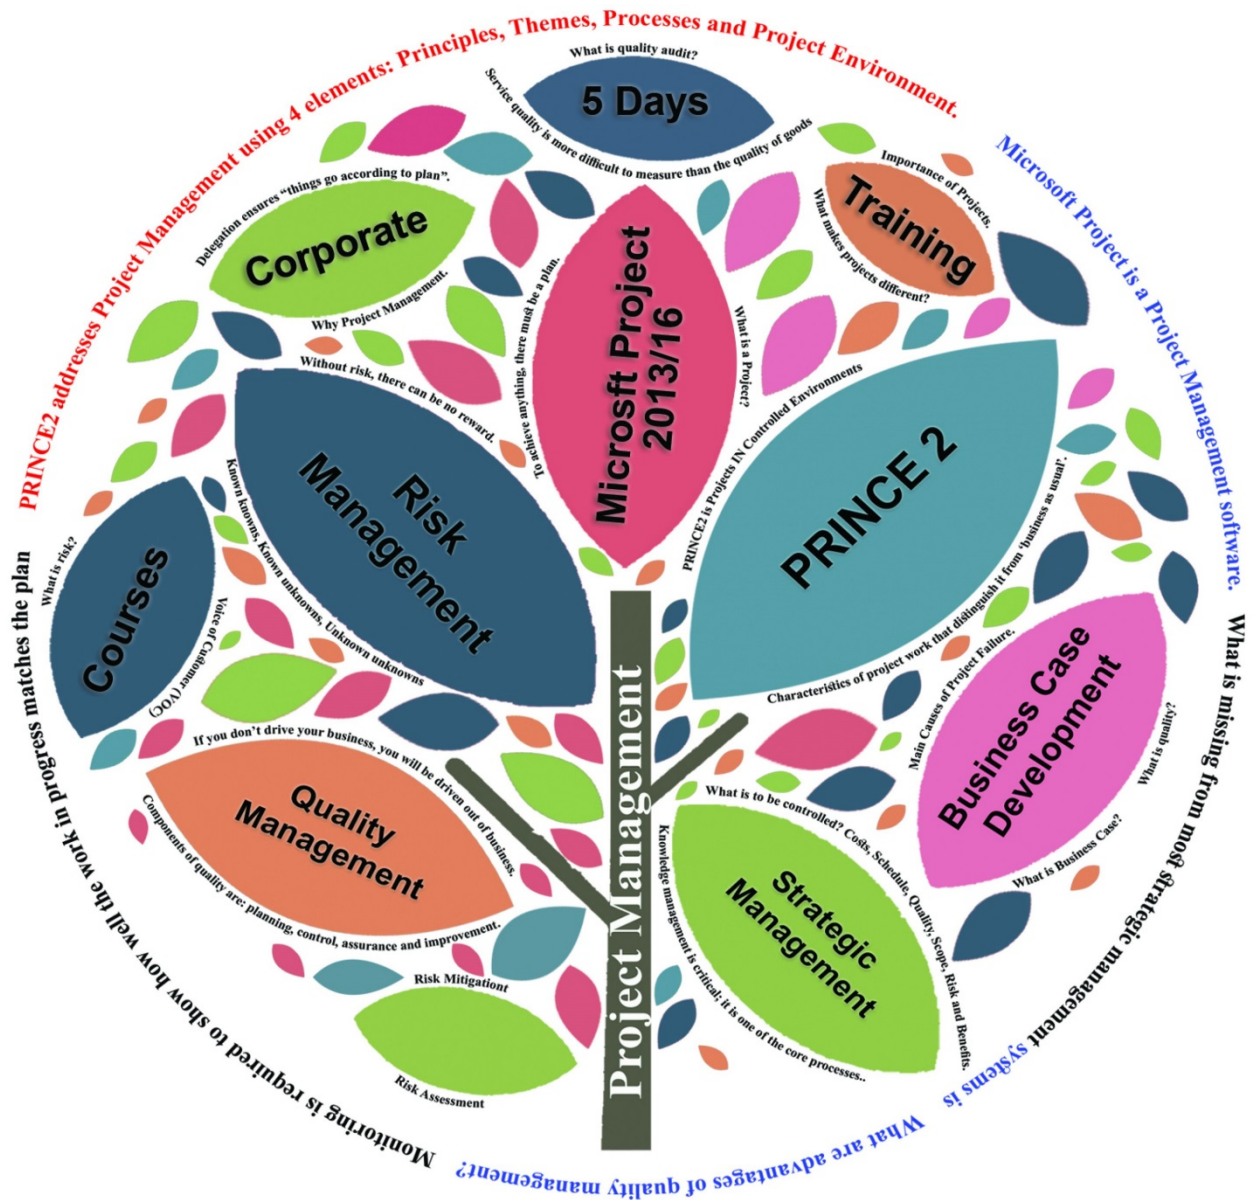 PRINCE2 addresses Project Management using 4 elements: Principles, Themes, Processes and Project Environment.
Microsoft Project is a Project Management software.
What is missing from most strategic management systems is
What are advantages of quality management?
Monitoring is required to show how well the work in progress matches the plan
What is quality audit?
5 Days
Service quality is more difficult to measure than the quality of goods
Delegation ensures “things go according to plan”.
Corporate
Why Project Management.
Importance of Projects.
Training
What makes projects different?
To achieve anything, there must be a plan.
Microsft Project
2013/16
What is a Project?
Without risk, there can be no reward.
Risk
Management
Known knowns, Known unknowns, Unknown unknowns
PRINCE2 is Projects IN Controlled Environments
PRINCE 2
Characteristics of project work that distinguish it from ‘business as usual’.
What is risk?
Courses
Voice of Customer (VOC)
Main Causes of Project Failure.
Business Case
Development
What is quality?
What is Business Case?
If you don’t drive your business, you will be driven out of business.
Quality
Management
Components of quality are: planning, control, assurance and improvement.
What is to be controlled? Costs, Schedule, Quality, Scope, Risk and Benefits.
Strategic
Management
Knowledge management is critical; it is one of the core processes..
Risk Mitigationt
Risk Assessment
Project Management